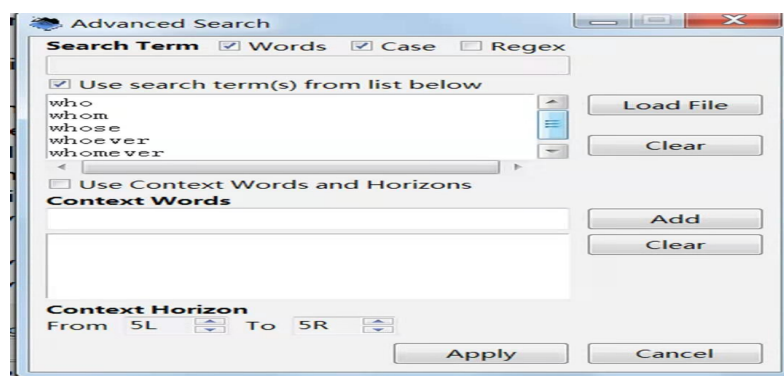 Advanced Search
Search Term Words Case Regex
Use search term(s) from list below
who
whom
whose
whoever
whomever
Load File
Clear
Use Context Words and Horizons
Context Words
Add
Clear
Context Horizon
From 5L To 5R
Apply Cancel